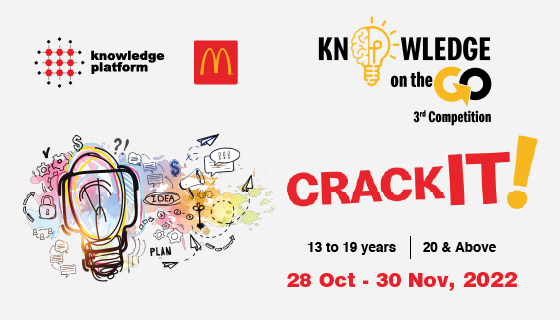 knowledge
platform
KNOWLEDGE
on the GO
3rd Competition
$
?/
$
???
IDEA
PLAN
CRACK IT!
13 to 19 years | 20 & Above
28 Oct - 30 Nov, 2022